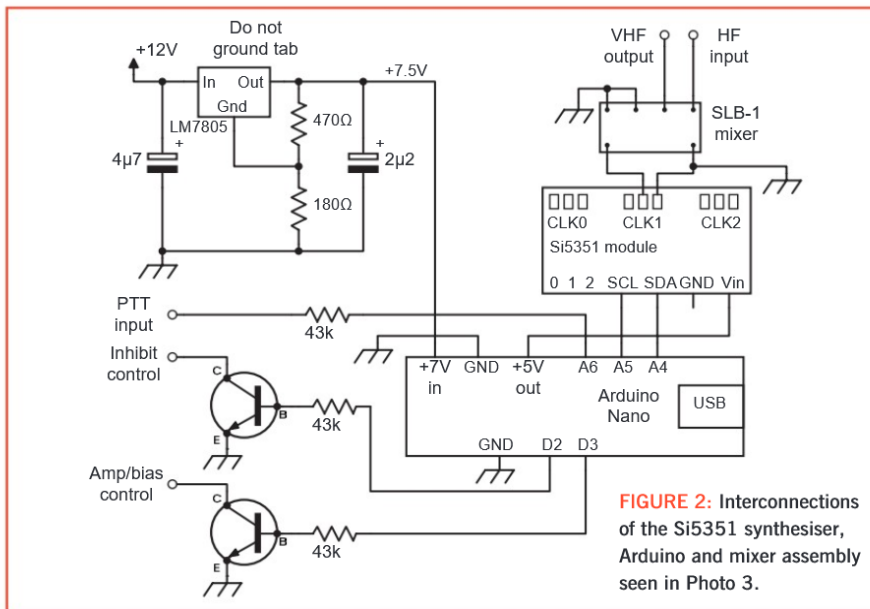 Do not
ground tab
+12V
In Out
Gnd
LM7805
+7.5V
470Ω
180Ω
+
4µ7
+
2µ2
VHF
output
HF
input
SLB-1
mixer
CLK0 CLK1 CLK2
Si5351 module
0 1 2 SCL SDA GND Vin
PTT
input
43k
Inhibit
control
C
B
E
43k
+7V
in
GND
+5V
out
A6 A5 A4
Arduino
Nano
USB
GND D2 D3
Amp/bias
control
C
B
E
43k
FIGURE 2: Interconnections
of the Si5351 synthesiser,
Arduino and mixer assembly
seen in Photo 3.